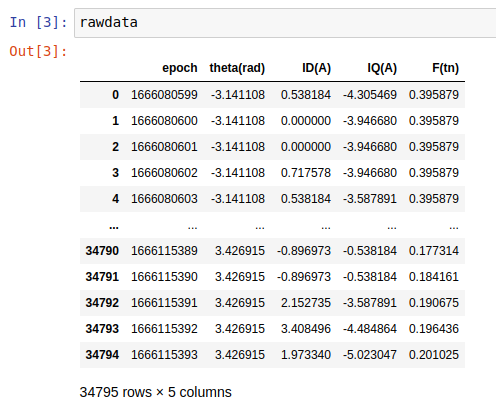 In [3]: rawdata
Out[3]:
epoch theta(rad) ID(A) IQ(A) F(tn)
0 1666080599 -3.141108 0.538184 -4.305469 0.395879
1 1666080600 -3.141108 0.000000 -3.946680 0.395879
2 1666080601 -3.141108 0.000000 -3.946680 0.395879
3 1666080602 -3.141108 0.717578 -3.946680 0.395879
4 1666080603 -3.141108 0.538184 -3.587891 0.395879
... ... ... ... ... ...
34790 1666115389 3.426915 -0.896973 -0.538184 0.177314
34791 1666115390 3.426915 -0.896973 -0.538184 0.184161
34792 1666115391 3.426915 2.152735 -3.587891 0.190675
34793 1666115392 3.426915 3.408496 -4.484864 0.196436
34794 1666115393 3.426915 1.973340 -5.023047 0.201025
34795 rows × 5 columns